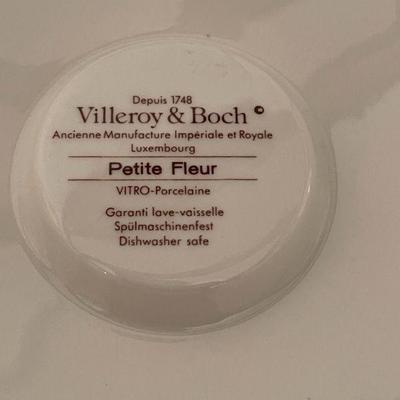 Depuis 1748
Villeroy & Boch ©
Ancienne Manufacture Impériale et Royale
Luxembourg
Petite Fleur
VITRO-Porcelaine
Garanti lave-vaisselle
Spülmaschinenfest
Dishwasher safe